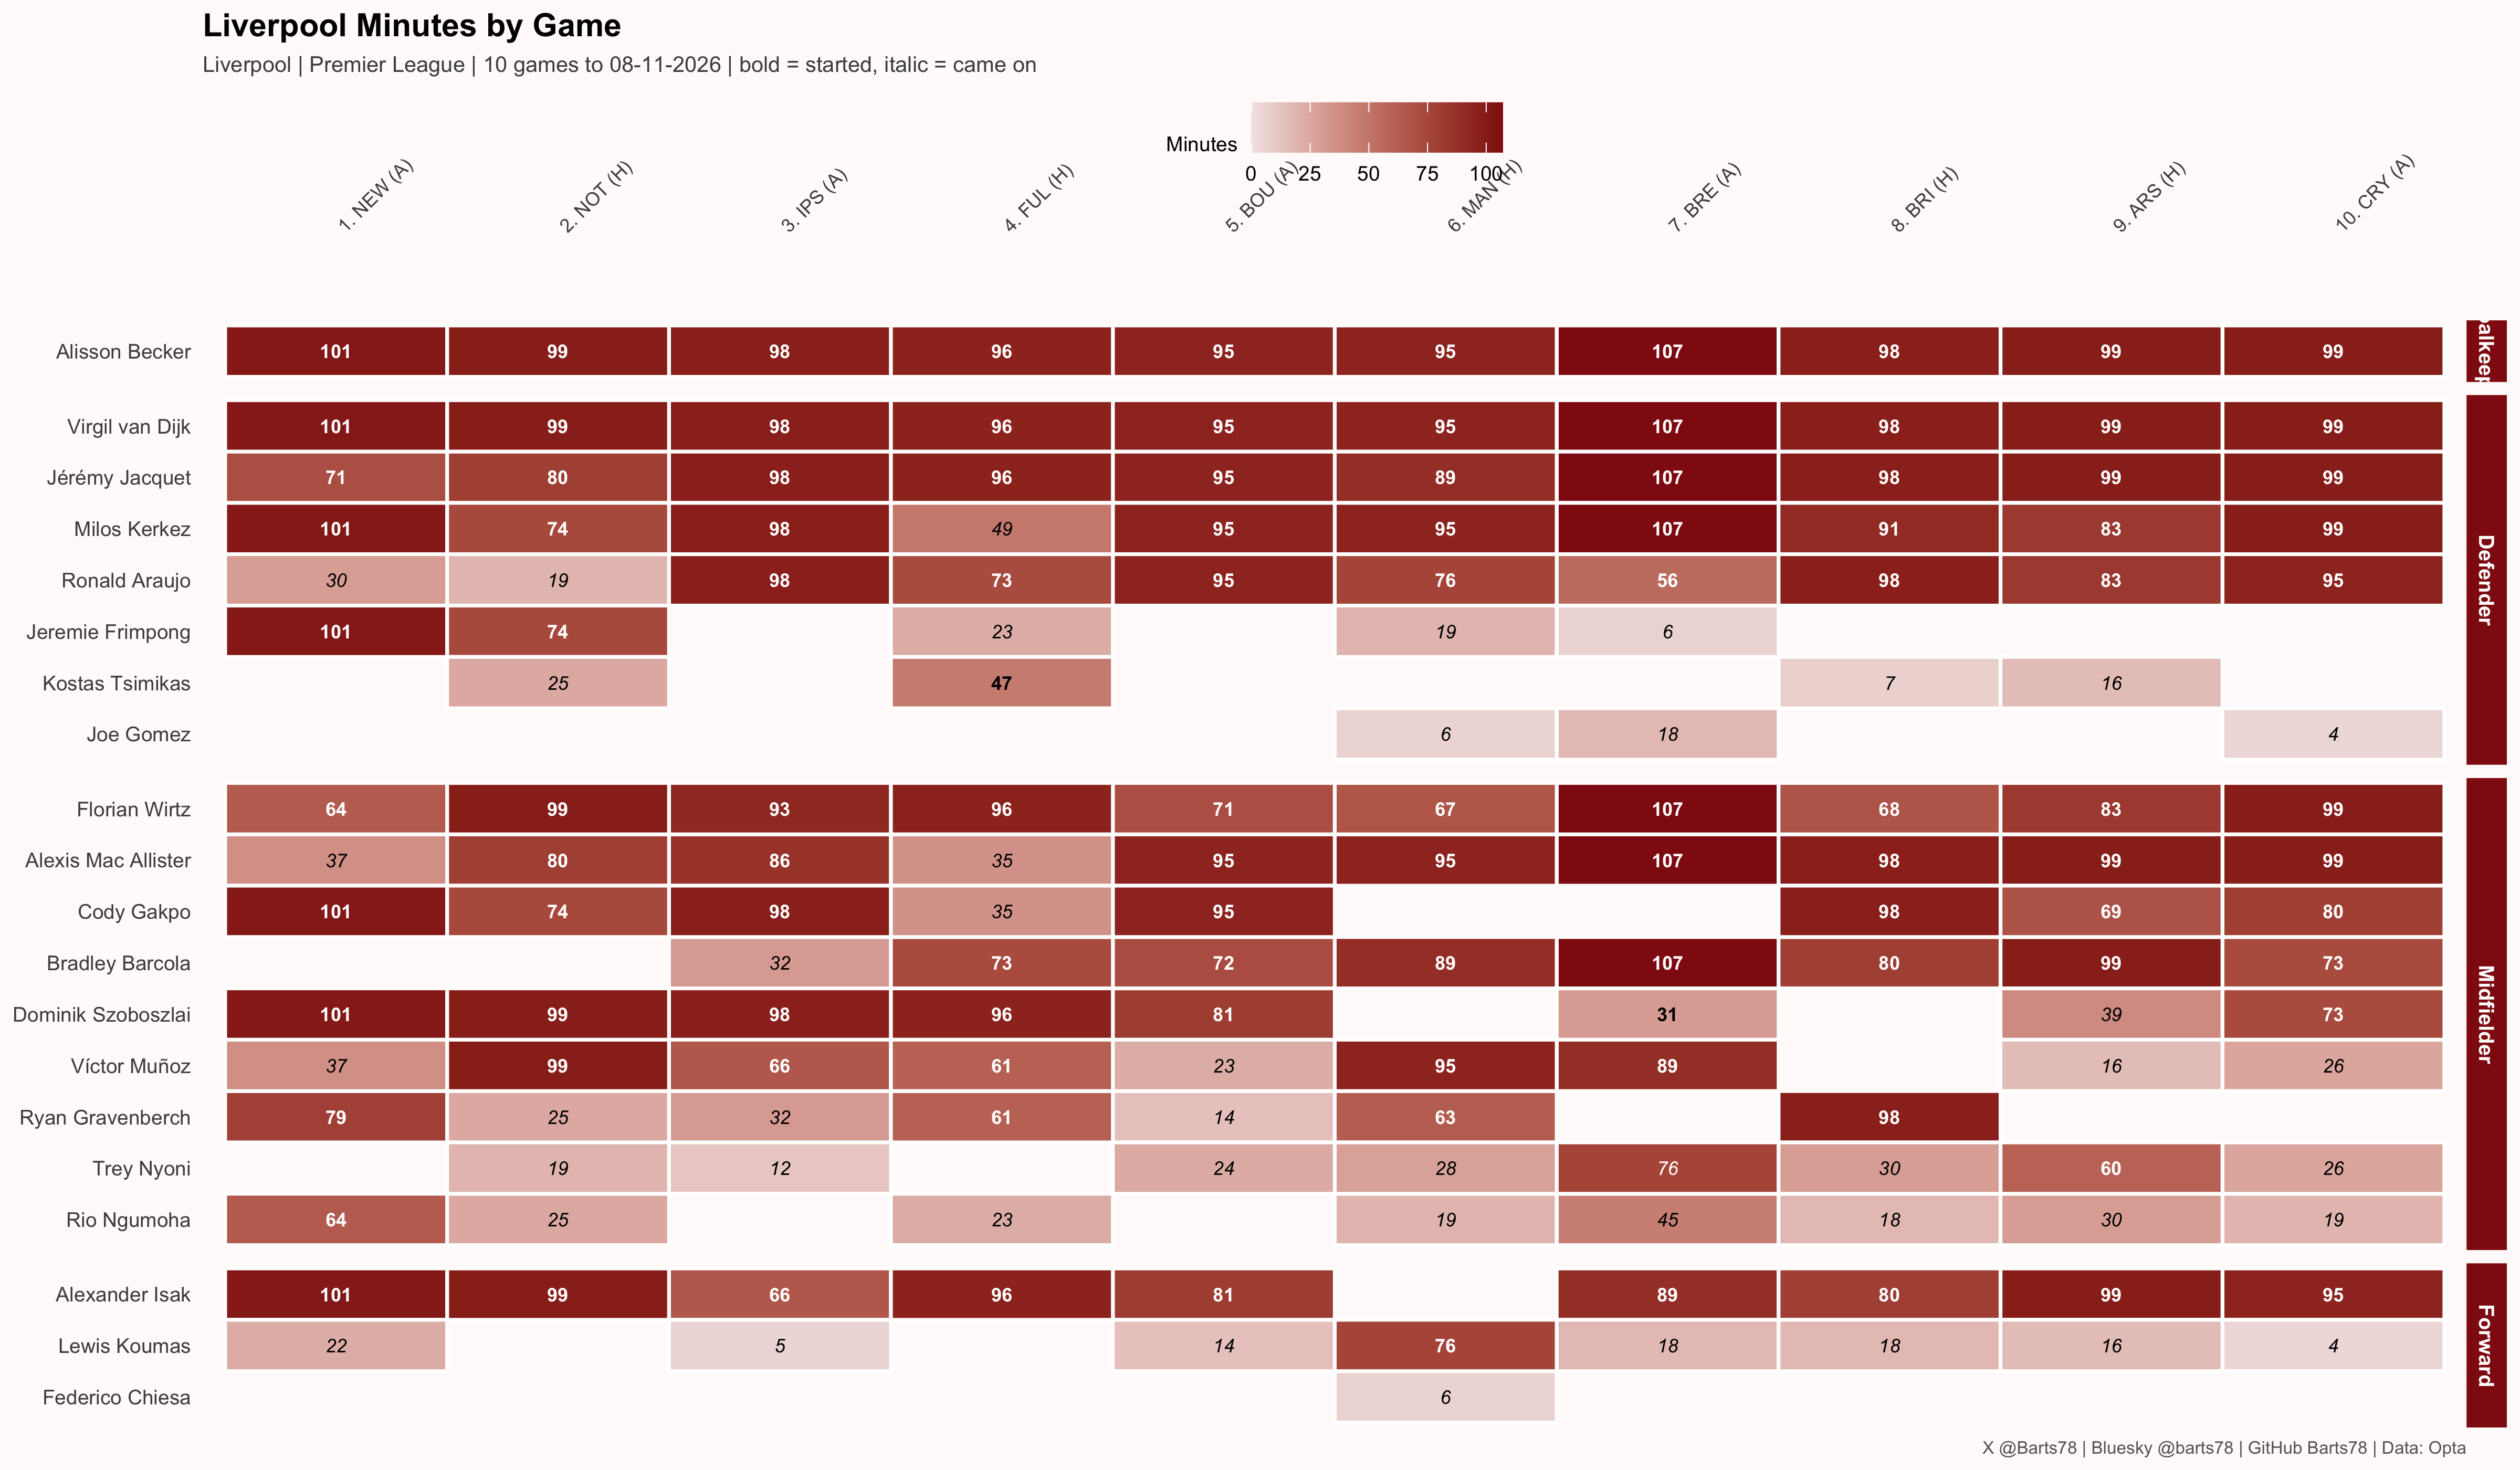 Liverpool Minutes by Game
Liverpool | Premier League | 10 games to 08-11-2026 | bold = started, italic = came on
Minutes
0 25 50 75 100
1. NEW (A) 2. NOT (H) 3. IPS (A) 4. FUL (H) 5. BOU (A) 6. MAN (H) 7. BRE (A) 8. BRI (H) 9. ARS (H) 10. CRY (A)
Alisson Becker 101 99 98 96 95 95 107 98 99 99
alkeep
Virgil van Dijk 101 99 98 96 95 95 107 98 99 99
Jérémy Jacquet 71 80 98 96 95 89 107 98 99 99
Milos Kerkez 101 74 98 49 95 95 107 91 83 99
Ronald Araujo 30 19 98 73 95 76 56 98 83 95
Jeremie Frimpong 101 74 23 19 6
Kostas Tsimikas 25 47 7 16
Joe Gomez 6 18 4
Defender
Florian Wirtz 64 99 93 96 71 67 107 68 83 99
Alexis Mac Allister 37 80 86 35 95 95 107 98 99 99
Cody Gakpo 101 74 98 35 95 98 69 80
Bradley Barcola 32 73 72 89 107 80 99 73
Dominik Szoboszlai 101 99 98 96 81 31 39 73
Víctor Muñoz 37 99 66 61 23 95 89 16 26
Ryan Gravenberch 79 25 32 61 14 63 98
Trey Nyoni 19 12 24 28 76 30 60 26
Rio Ngumoha 64 25 23 19 45 18 30 19
Midfielder
Alexander Isak 101 99 66 96 81 89 80 99 95
Lewis Koumas 22 5 14 76 18 18 16 4
Federico Chiesa 6
Forward
X @Barts78 | Bluesky @barts78 | GitHub Barts78 | Data: Opta